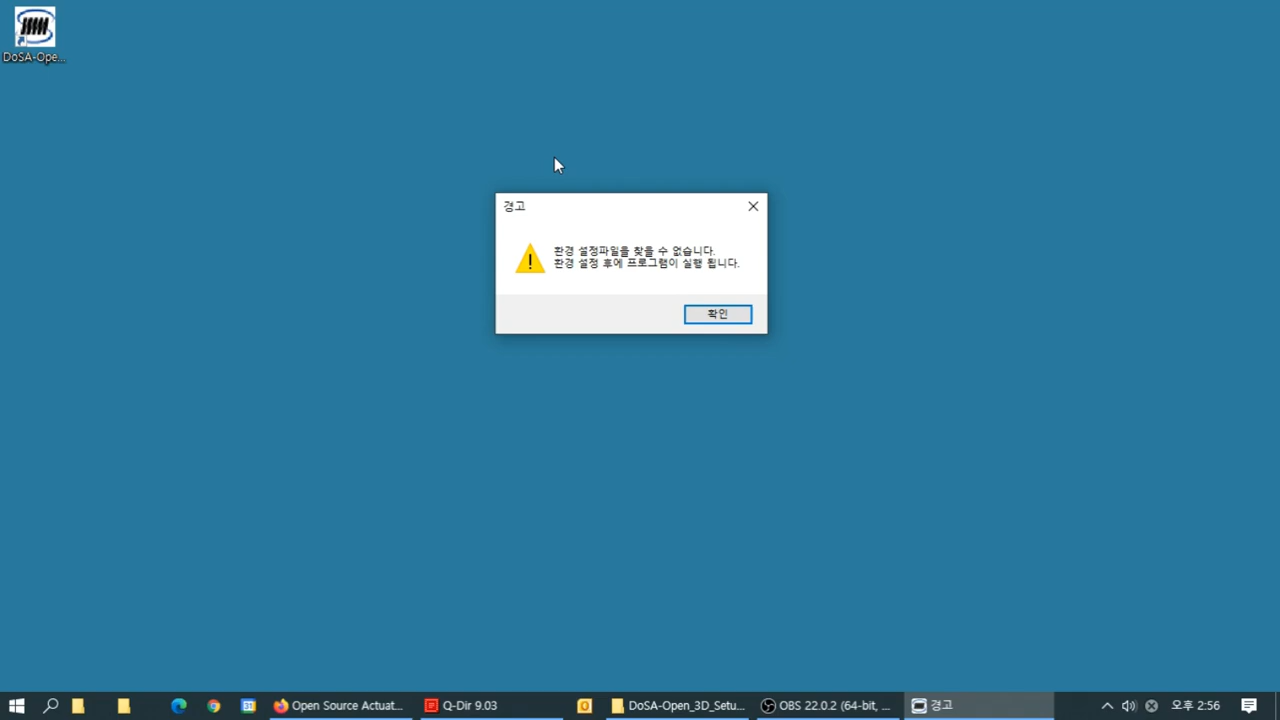 DoSA-Ope...
경고
환경 설정파일을 찾을 수 없습니다.
환경 설정 후에 프로그램이 실행 됩니다.
확인
31
Open Source Actuat...
Q-Dir 9.03
DoSA-Open_3D_Setu...
OBS 22.0.2 (64-bit, ...
경고
오후 2:56